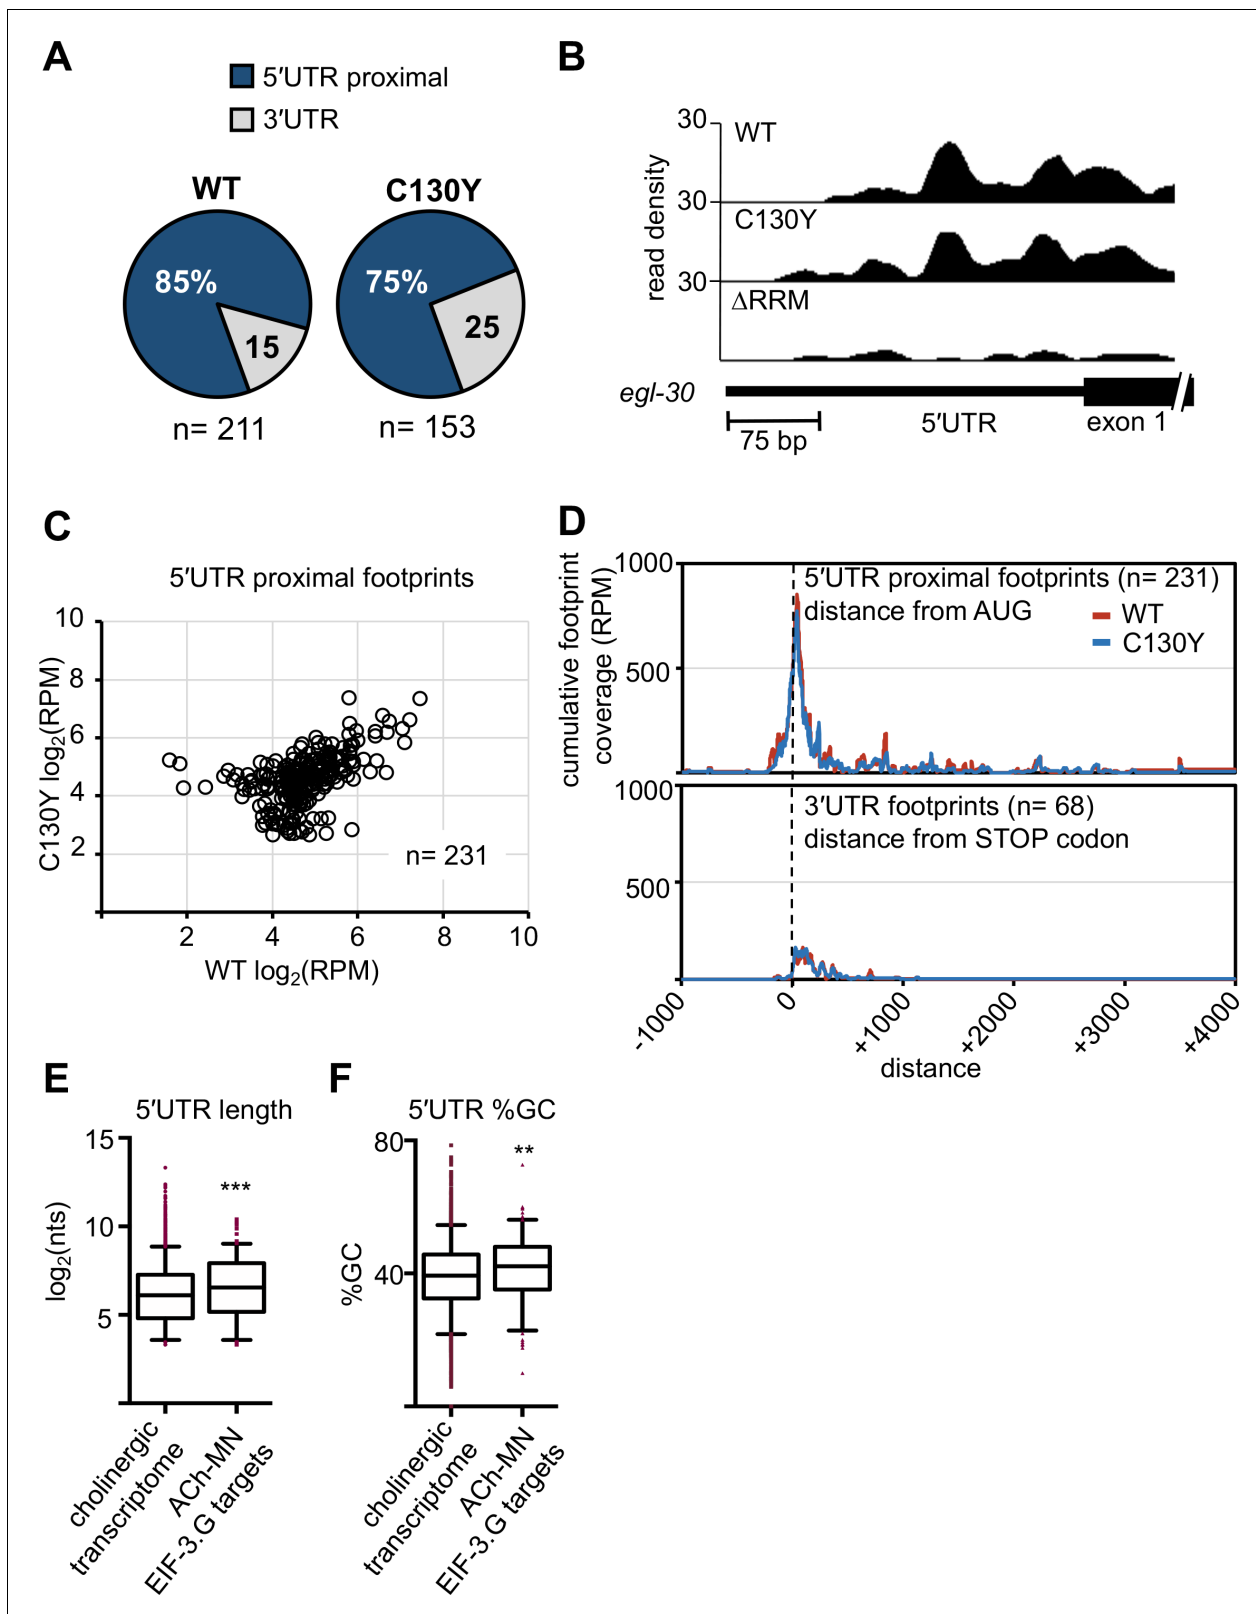 A
5′UTR proximal
3′UTR
WT
C130Y
85%
15
75%
25
n= 211
n= 153
B
read density
30
WT
30
C130Y
30
∆RRM
egl-30
75 bp
5′UTR
exon 1
C
5′UTR proximal footprints
C130Y log₂(RPM)
10
8
6
4
2
n= 231
2 4 6 8 10
WT log₂(RPM)
D
cumulative footprint
coverage (RPM)
1000
500
5′UTR proximal footprints (n= 231)
distance from AUG
WT
C130Y
1000
500
3′UTR footprints (n= 68)
distance from STOP codon
-1000 0 +1000 +2000 +3000 +4000
distance
E
5′UTR length
log₂(nts)
15
10
5
***
cholinergic
transcriptome
ACh-MN
EIF-3.G targets
F
5′UTR %GC
%GC
80
40
**
cholinergic
transcriptome
ACh-MN
EIF-3.G targets